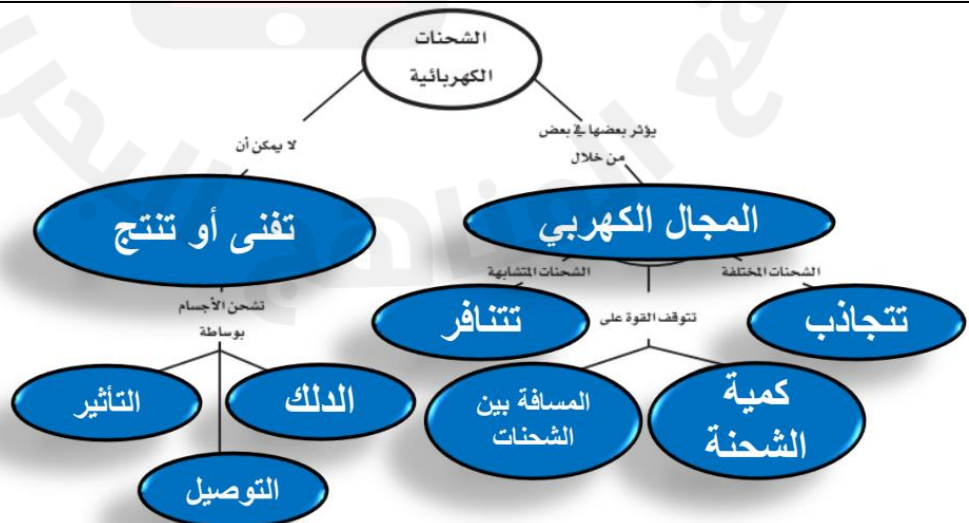 الشحنات
الكهربائية
يؤثر بعضها في بعض
من خلال
لا يمكن أن
المجال الكهربي
تفنى أو تنتج
الشحنات المختلفة
الشحنات المتشابهة
تتجاذب
تتوقف القوة على
تتنافر
تشحن الأجسام
بوساطة
كمية
الشحنة
المسافة بين
الشحنات
الدلك
التأثير
التوصيل